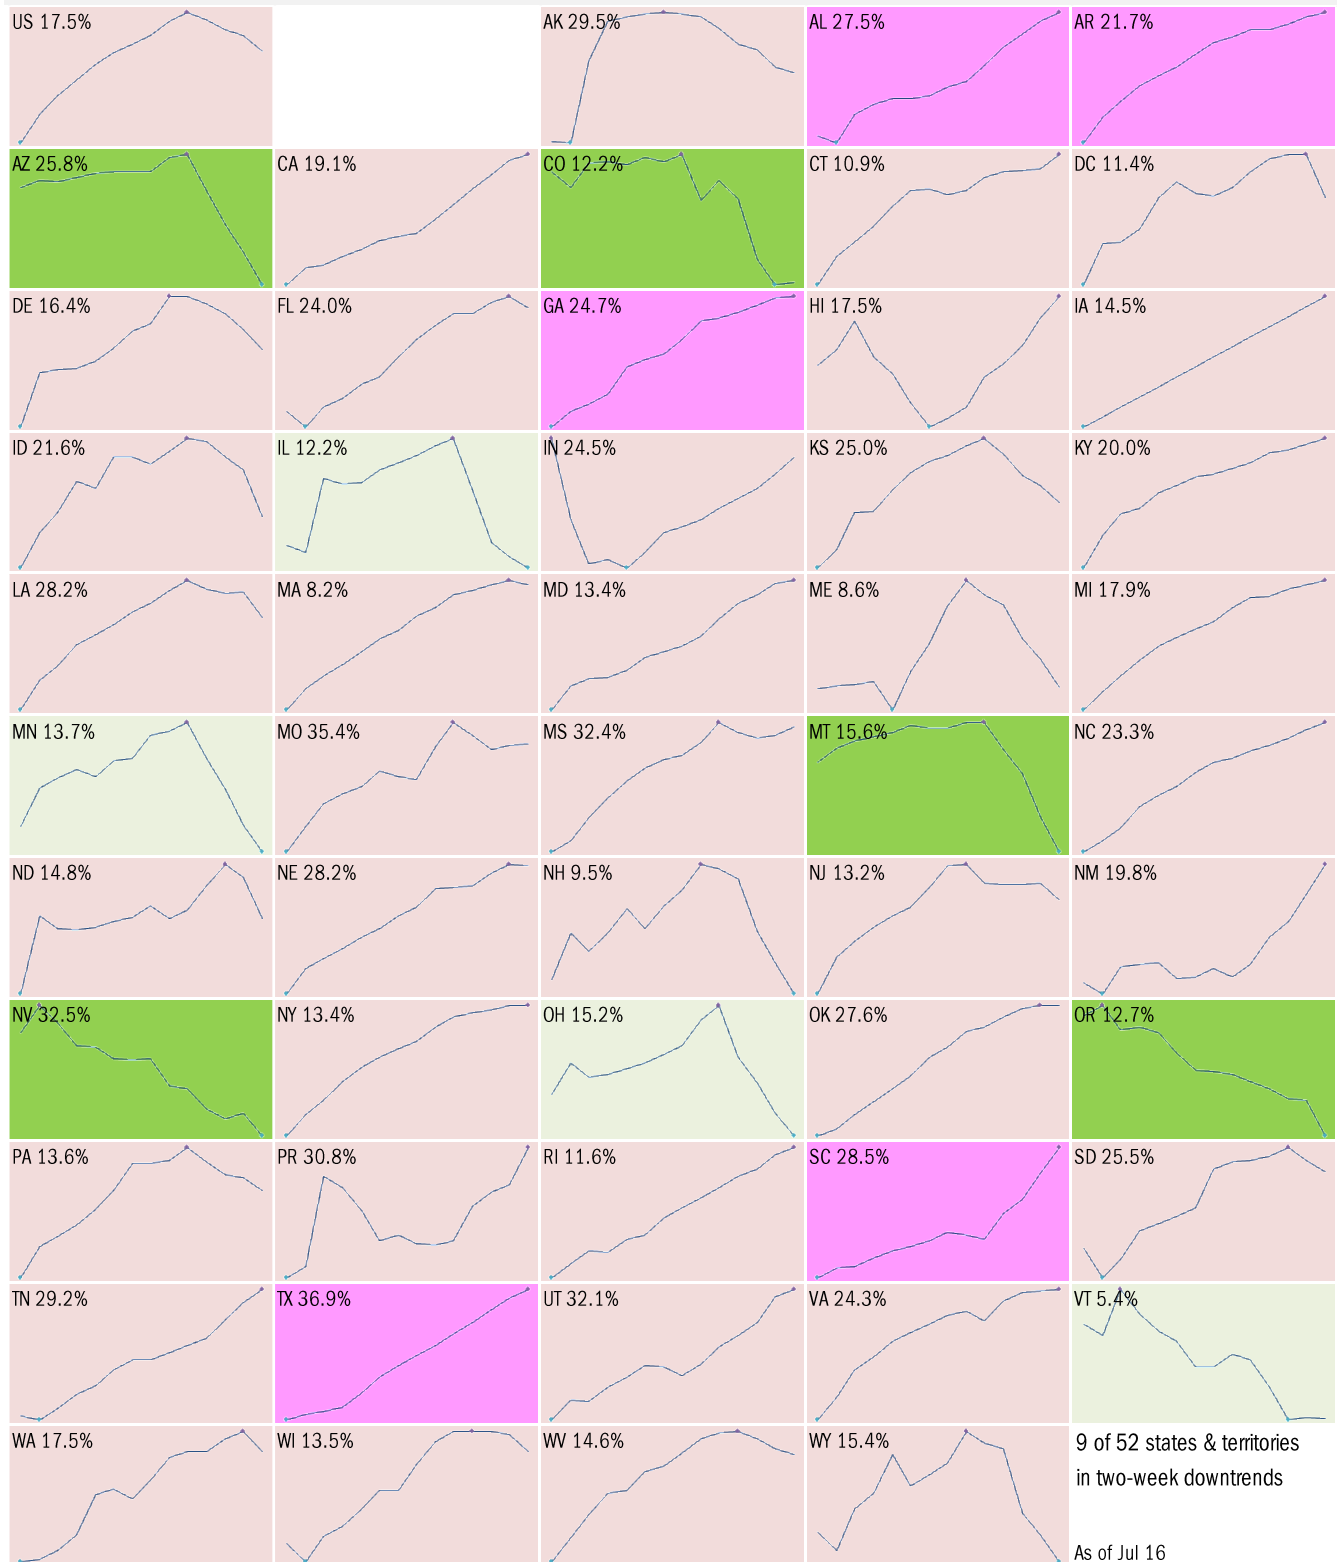 US 17.5%
AK 29.5%
AL 27.5%
AR 21.7%
AZ 25.8%
CA 19.1%
CO 12.2%
CT 10.9%
DC 11.4%
DE 16.4%
FL 24.0%
GA 24.7%
HI 17.5%
IA 14.5%
ID 21.6%
IL 12.2%
IN 24.5%
KS 25.0%
KY 20.0%
LA 28.2%
MA 8.2%
MD 13.4%
ME 8.6%
MI 17.9%
MN 13.7%
MO 35.4%
MS 32.4%
MT 15.6%
NC 23.3%
ND 14.8%
NE 28.2%
NH 9.5%
NJ 13.2%
NM 19.8%
NV 32.5%
NY 13.4%
OH 15.2%
OK 27.6%
OR 12.7%
PA 13.6%
PR 30.8%
RI 11.6%
SC 28.5%
SD 25.5%
TN 29.2%
TX 36.9%
UT 32.1%
VA 24.3%
VT 5.4%
WA 17.5%
WI 13.5%
WV 14.6%
WY 15.4%
9 of 52 states & territories
in two-week downtrends
As of Jul 16